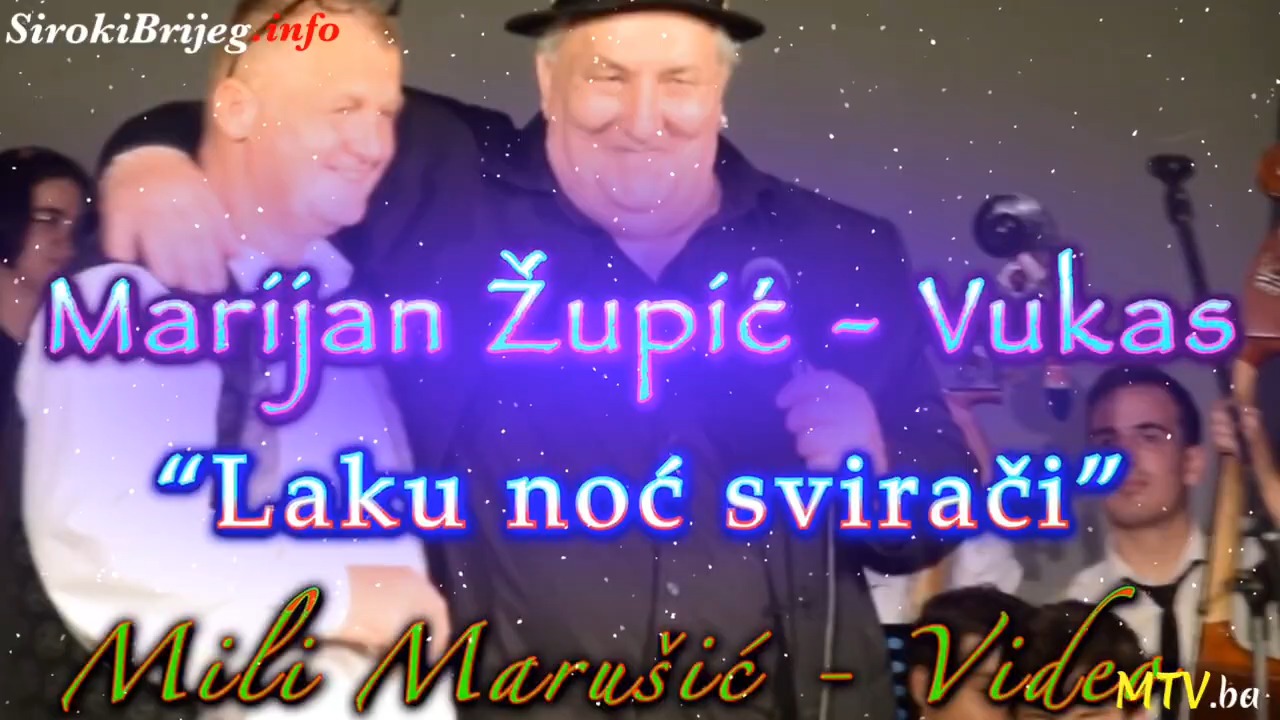 SirokiBrijeg.info
Marijan Župić - Vukas
“Laku noć svirači”
Mili Marušić - Video
MTV.ba